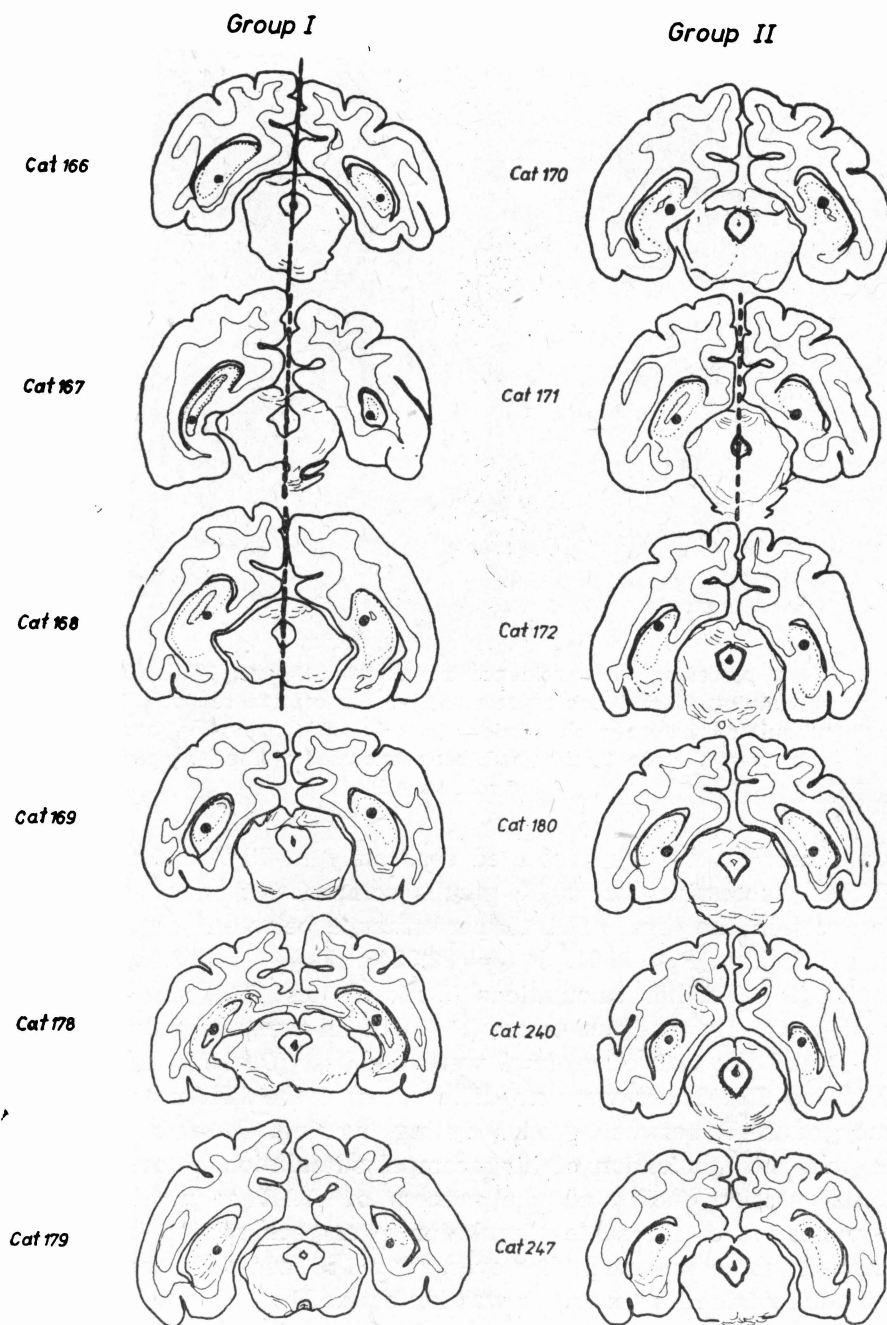 Group I
Group II
Cat 166
Cat 170
Cat 167
Cat 171
Cat 168
Cat 172
Cat 169
Cat 180
Cat 178
Cat 240
Cat 179
Cat 247